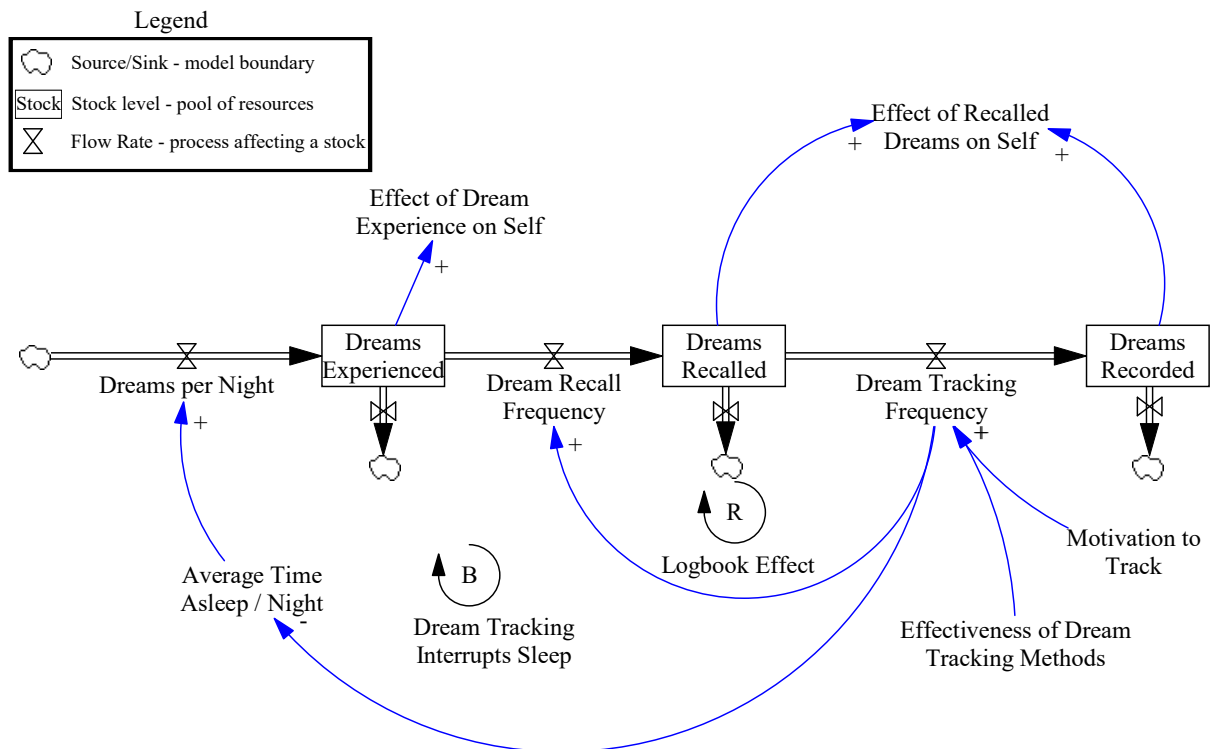 Legend
Source/Sink - model boundary
Stock
Stock level - pool of resources
Flow Rate - process affecting a stock
Effect of Recalled
Dreams on Self
+
+
Effect of Dream
Experience on Self
+
Dreams
Experienced
Dreams
Recalled
Dreams
Recorded
Dreams per Night
+
Dream Recall
Frequency
+
Dream Tracking
Frequency
+
+
R
Logbook Effect
Motivation to
Track
Average Time
Asleep / Night
-
B
Dream Tracking
Interrupts Sleep
Effectiveness of Dream
Tracking Methods